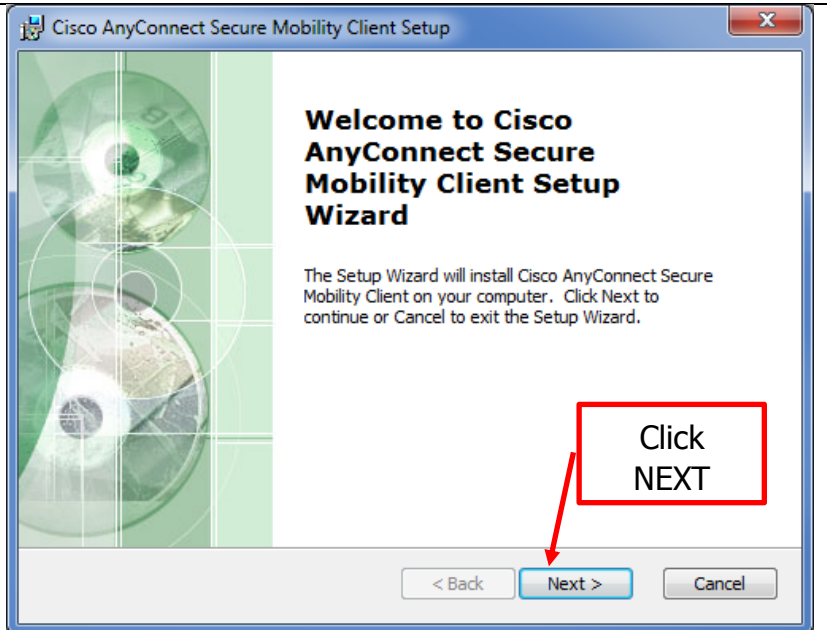 Cisco AnyConnect Secure Mobility Client Setup
Welcome to Cisco
AnyConnect Secure
Mobility Client Setup
Wizard
The Setup Wizard will install Cisco AnyConnect Secure
Mobility Client on your computer. Click Next to
continue or Cancel to exit the Setup Wizard.
Click
NEXT
< Back
Next >
Cancel